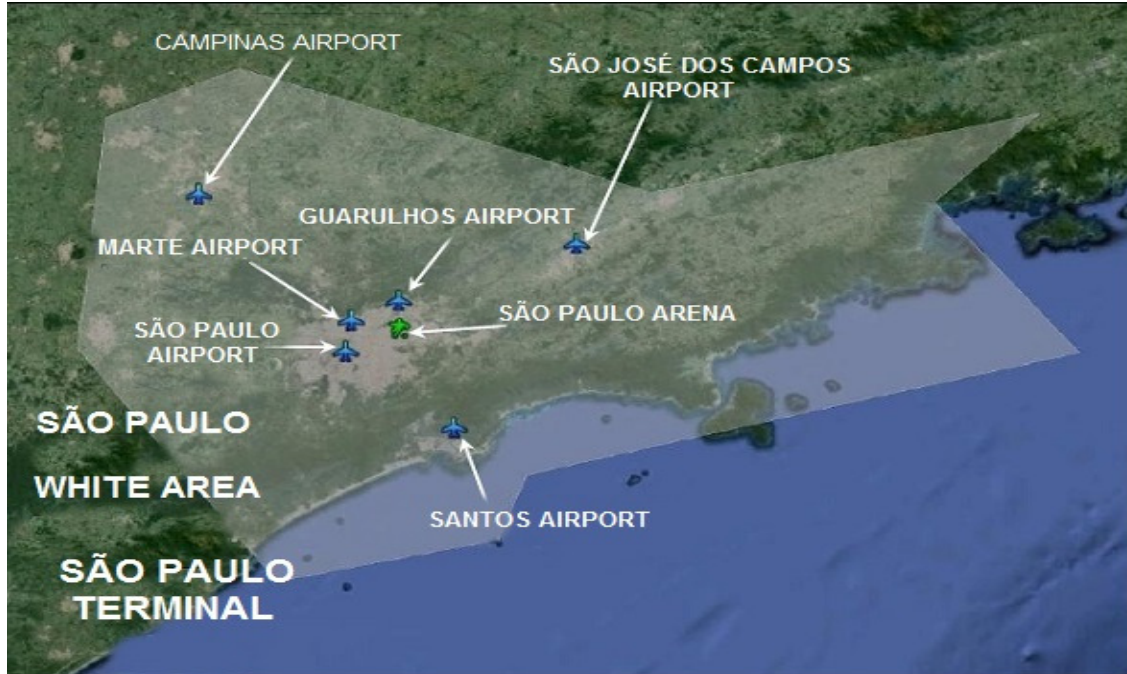 CAMPINAS AIRPORT
SÃO JOSÉ DOS CAMPOS
AIRPORT
GUARULHOS AIRPORT
MARTE AIRPORT
SÃO PAULO ARENA
SÃO PAULO
AIRPORT
SÃO PAULO
WHITE AREA
SANTOS AIRPORT
SÃO PAULO
TERMINAL